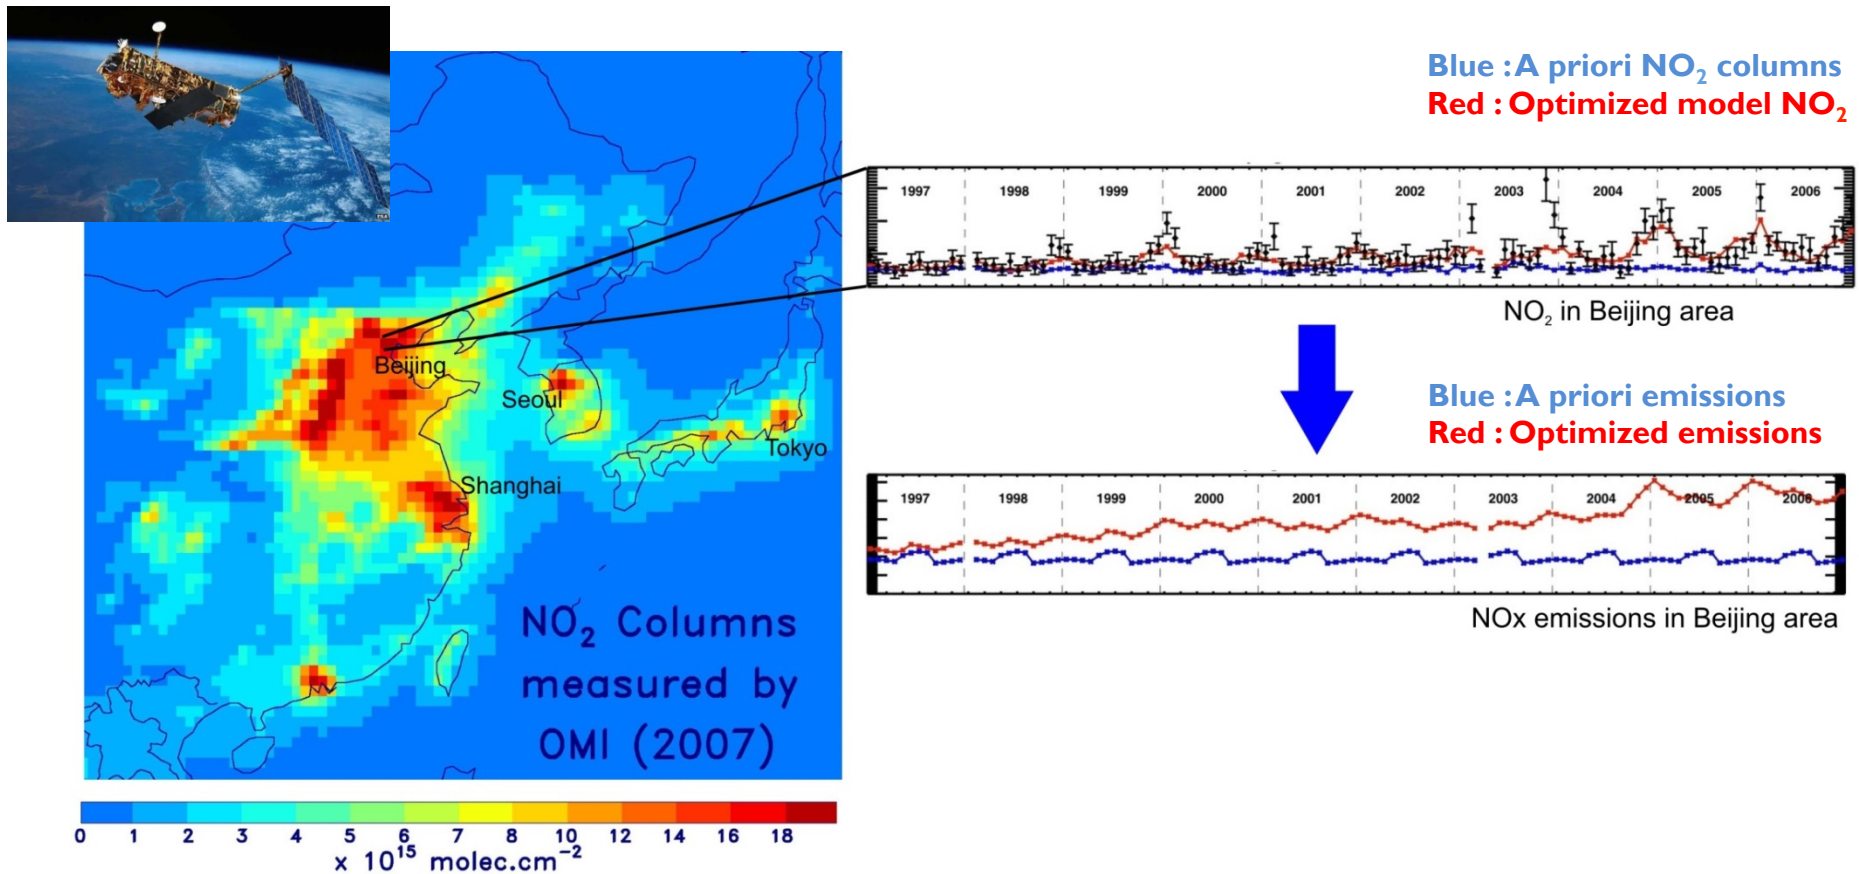 ESA
Blue : A priori NO2 columns
Red : Optimized model NO2
1997 1998 1999 2000 2001 2002 2003 2004 2005 2006
NO2 in Beijing area
Blue : A priori emissions
Red : Optimized emissions
1997 1998 1999 2000 2001 2002 2003 2004 2005 2006
NOx emissions in Beijing area
Beijing
Seoul
Tokyo
Shanghai
NO2 Columns
measured by
OMI (2007)
0 1 2 3 4 5 6 7 8 10 12 14 16 18
x 10^15 molec.cm^-2